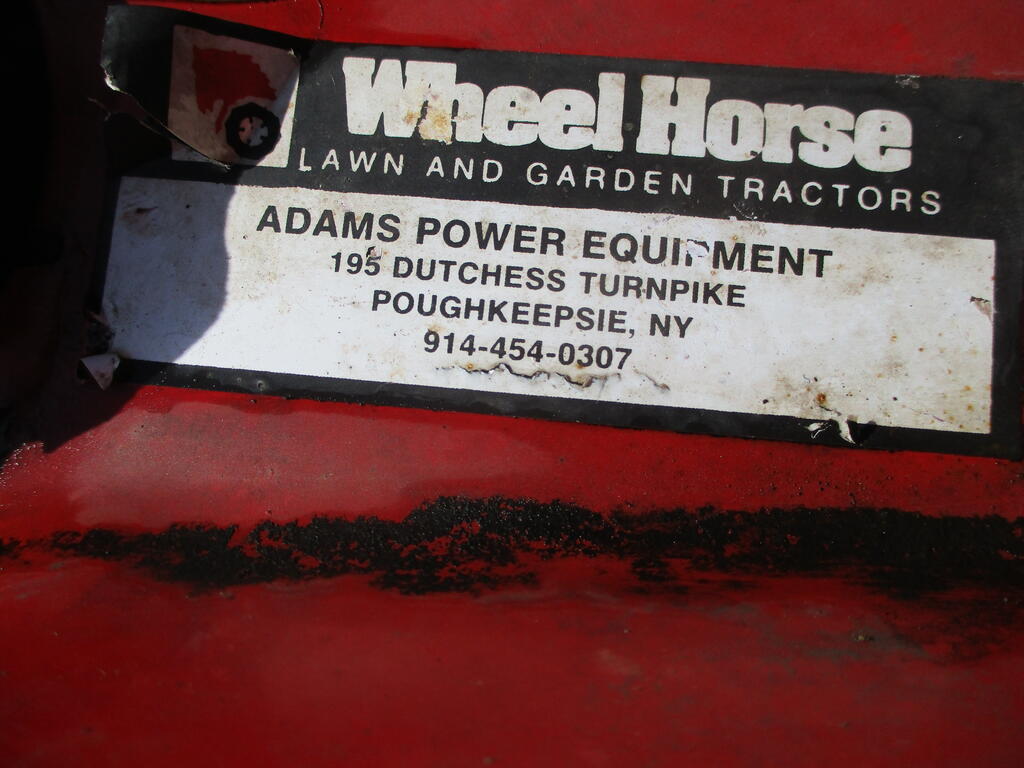 Wheel Horse
LAWN AND GARDEN TRACTORS
ADAMS POWER EQUIPMENT
195 DUTCHESS TURNPIKE
POUGHKEEPSIE, NY
914-454-0307